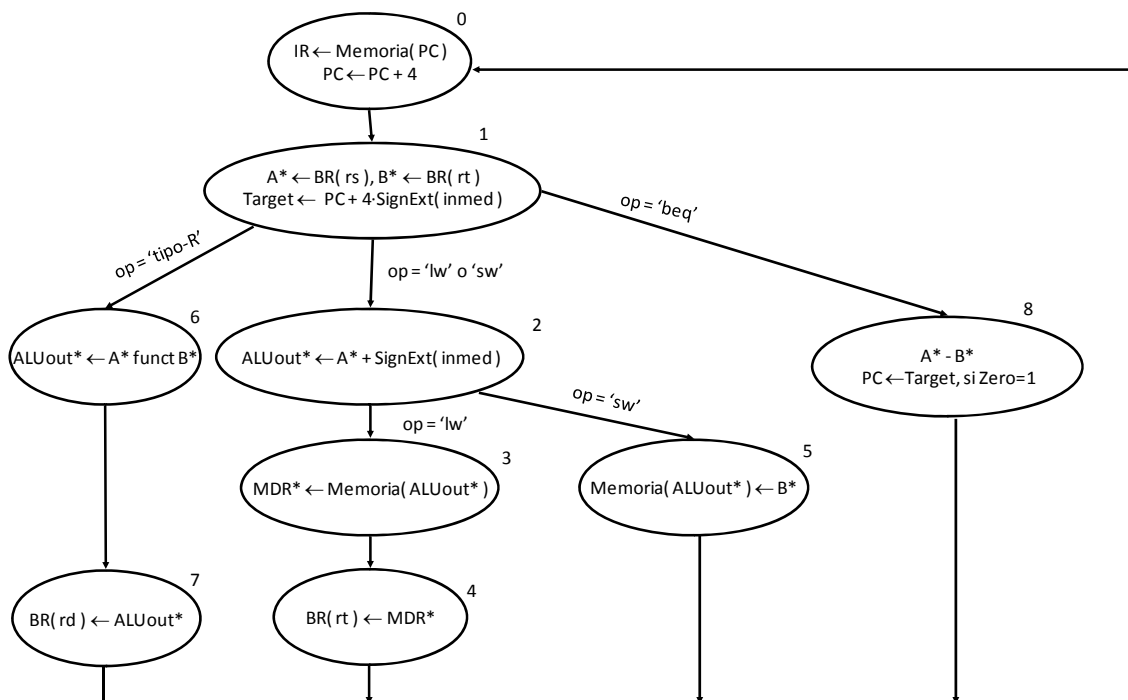 0
IR ← Memoria( PC )
PC ← PC + 4
1
A* ← BR( rs ), B* ← BR( rt )
Target ← PC + 4·SignExt( inmed )
op = 'tipo-R'
op = 'lw' o 'sw'
op = 'beq'
6
ALUout* ← A* funct B*
2
ALUout* ← A* + SignExt( inmed )
8
A* - B*
PC ← Target, si Zero=1
op = 'lw'
op = 'sw'
3
MDR* ← Memoria( ALUout* )
5
Memoria( ALUout* ) ← B*
7
BR( rd ) ← ALUout*
4
BR( rt ) ← MDR*